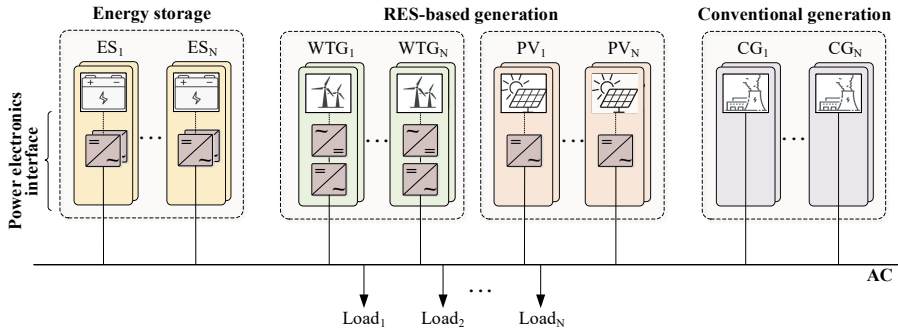 Energy storage
RES-based generation
Conventional generation
ES1
ESN
WTG1
WTGN
PV1
PVN
CG1
CGN
Power electronics
interface
AC
Load1
Load2
LoadN